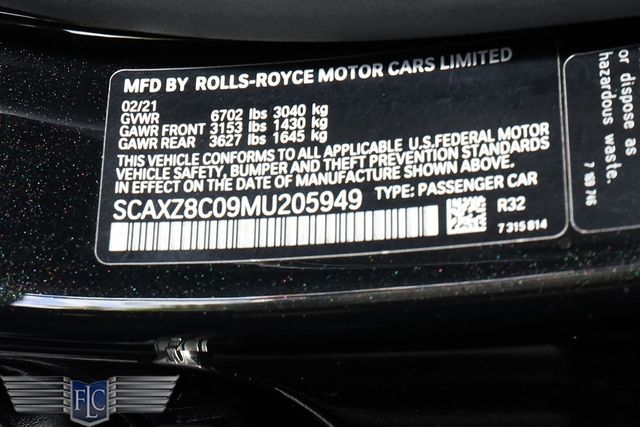 MFD BY ROLLS-ROYCE MOTOR CARS LIMITED
02/21
GVWR 6702 lbs 3040 kg
GAWR FRONT 3153 lbs 1430 kg
GAWR REAR 3627 lbs 1645 kg
THIS VEHICLE CONFORMS TO ALL APPLICABLE U.S.FEDERAL MOTOR
VEHICLE SAFETY, BUMPER AND THEFT PREVENTION STANDARDS
IN EFFECT ON THE DATE OF MANUFACTURE SHOWN ABOVE.
SCAXZ8C09MU205949 TYPE: PASSENGER CAR
R32
7 315 814
or dispose as
hazardous waste.
FLC